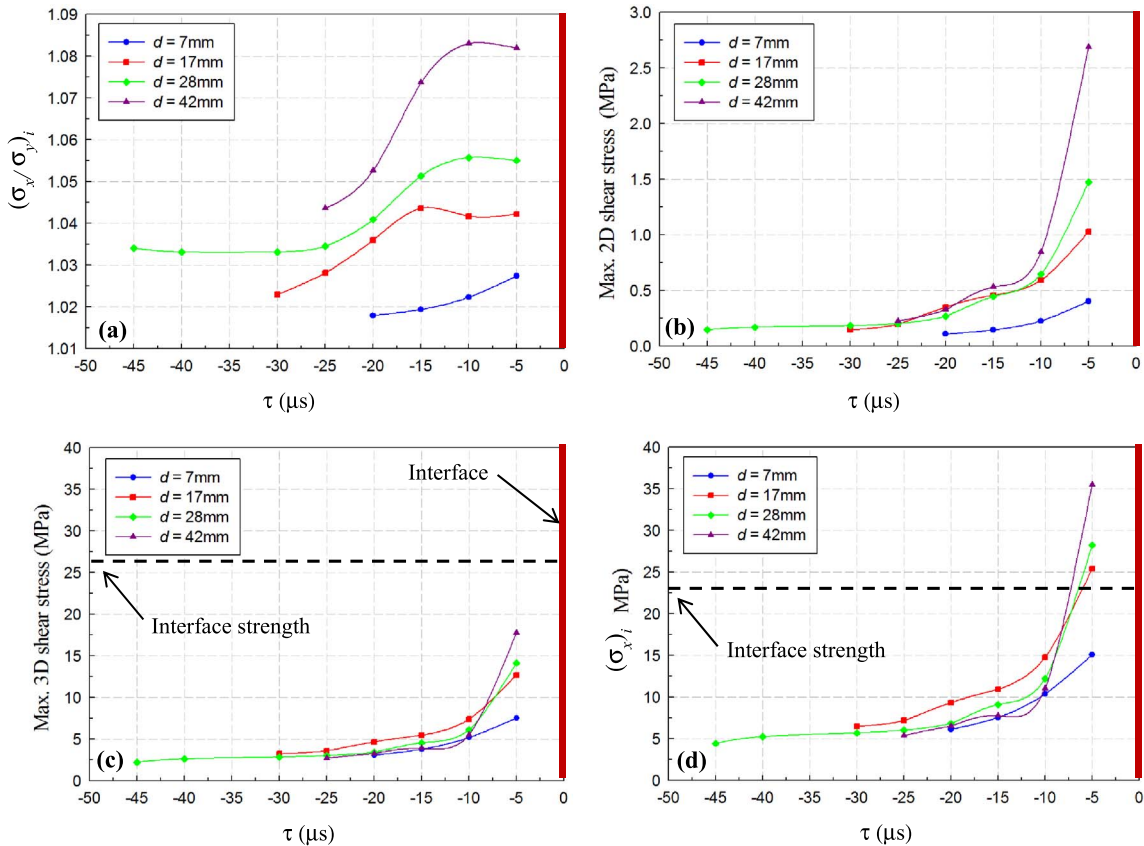 1.09
1.08
1.07
1.06
1.05
1.04
1.03
1.02
1.01
(σx/ σy)i
d = 7mm
d = 17mm
d = 28mm
d = 42mm
(a)
-50 -45 -40 -35 -30 -25 -20 -15 -10 -5 0
τ (μs)
3.0
2.5
2.0
1.5
1.0
0.5
0.0
Max. 2D shear stress (MPa)
d = 7mm
d = 17mm
d = 28mm
d = 42mm
(b)
-50 -45 -40 -35 -30 -25 -20 -15 -10 -5 0
τ (μs)
40
35
30
25
20
15
10
5
0
Max. 3D shear stress (MPa)
d = 7mm
d = 17mm
d = 28mm
d = 42mm
Interface
Interface strength
(c)
-50 -45 -40 -35 -30 -25 -20 -15 -10 -5 0
τ (μs)
40
35
30
25
20
15
10
5
0
(σx)i MPa
d = 7mm
d = 17mm
d = 28mm
d = 42mm
Interface strength
(d)
-50 -45 -40 -35 -30 -25 -20 -15 -10 -5 0
τ (μs)